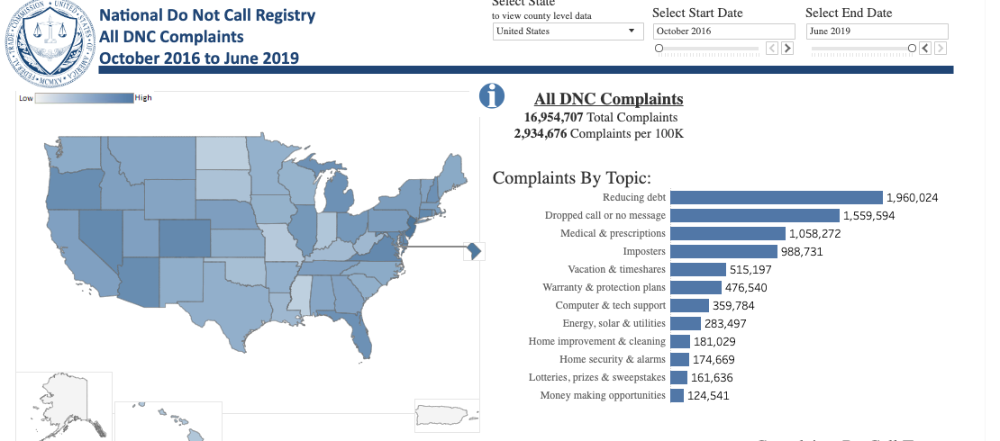 National Do Not Call Registry
All DNC Complaints
October 2016 to June 2019
Select State
to view county level data
United States
Select Start Date
October 2016
Select End Date
June 2019
Low
High
All DNC Complaints
16,954,707 Total Complaints
2,934,676 Complaints per 100K
Complaints By Topic:
Reducing debt 1,960,024
Dropped call or no message 1,559,594
Medical & prescriptions 1,058,272
Imposters 988,731
Vacation & timeshares 515,197
Warranty & protection plans 476,540
Computer & tech support 359,784
Energy, solar & utilities 283,497
Home improvement & cleaning 181,029
Home security & alarms 174,669
Lotteries, prizes & sweepstakes 161,636
Money making opportunities 124,541